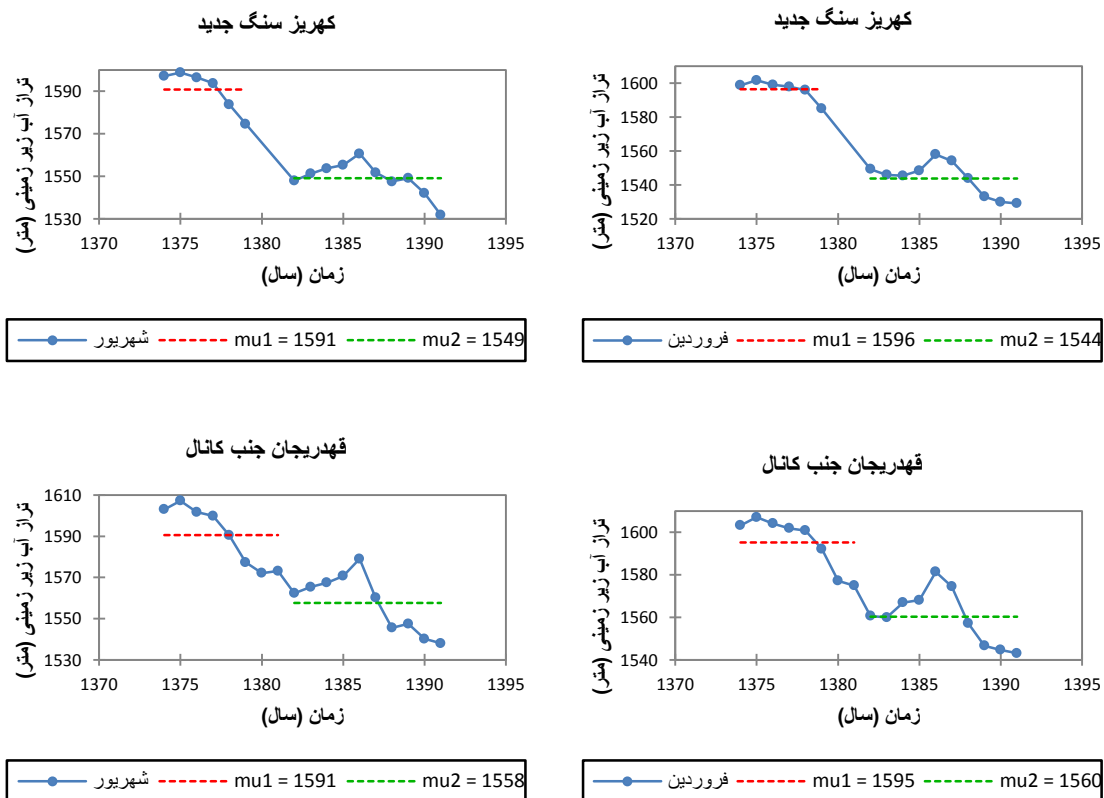 کهریز سنگ جدید
تراز آب زیر زمینی (متر)
1590
1570
1550
1530
1370 1375 1380 1385 1390 1395
زمان (سال)
شهریور mu1 = 1591 mu2 = 1549
کهریز سنگ جدید
تراز آب زیر زمینی (متر)
1600
1580
1560
1540
1520
1370 1375 1380 1385 1390 1395
زمان (سال)
فروردین mu1 = 1596 mu2 = 1544
قهدریجان جنب کانال
تراز آب زیر زمینی (متر)
1610
1590
1570
1550
1530
1370 1375 1380 1385 1390 1395
زمان (سال)
شهریور mu1 = 1591 mu2 = 1558
قهدریجان جنب کانال
تراز آب زیر زمینی (متر)
1600
1580
1560
1540
1370 1375 1380 1385 1390 1395
زمان (سال)
فروردین mu1 = 1595 mu2 = 1560